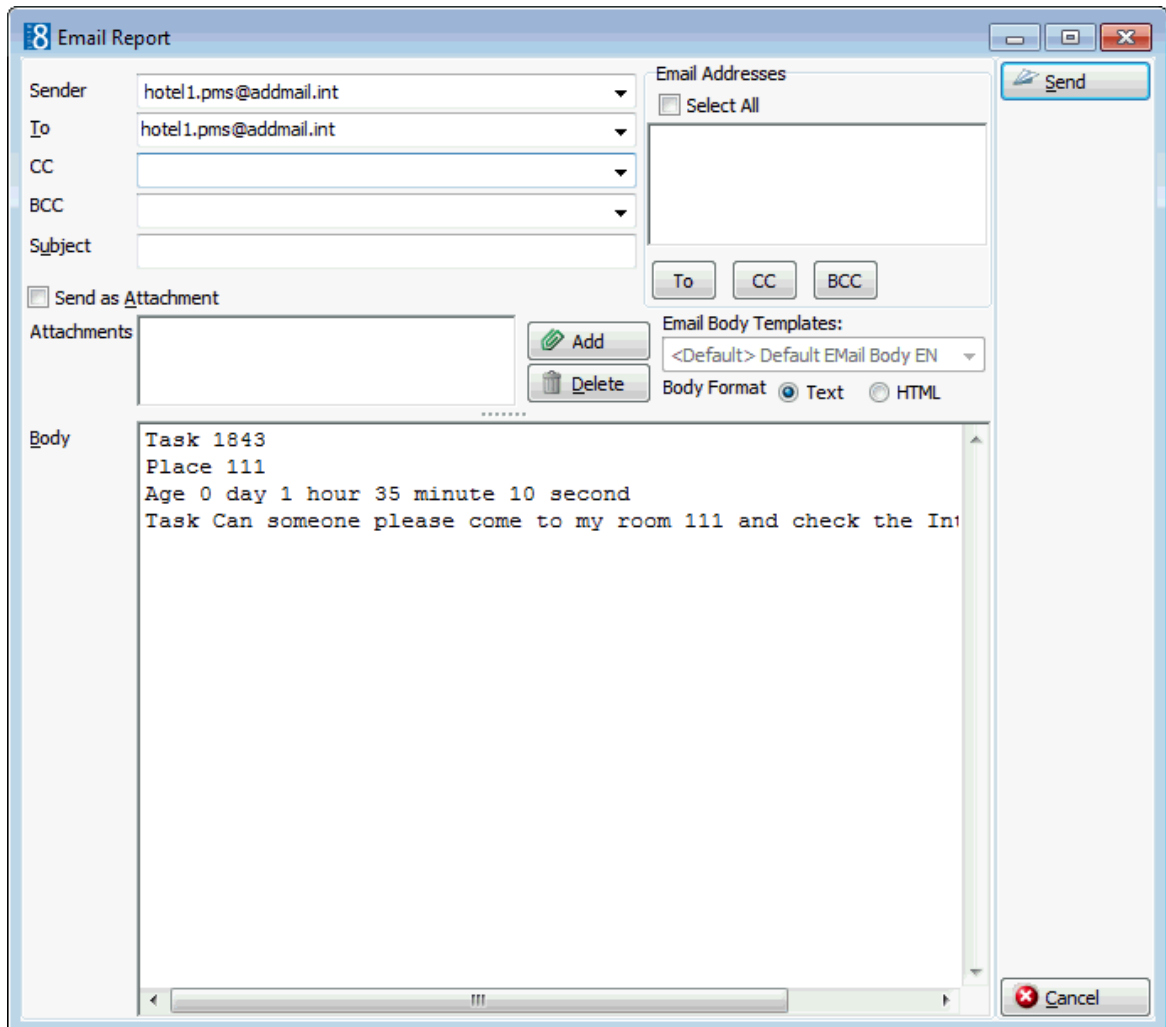 8 Email Report
Sender hotel1.pms@addmail.int
To hotel1.pms@addmail.int
CC
BCC
Subject
Send as Attachment
Attachments
Add
Delete
Email Addresses
Select All
To CC BCC
Email Body Templates:
<Default> Default EMail Body EN
Body Format Text HTML
Body
Task 1843
Place 111
Age 0 day 1 hour 35 minute 10 second
Task Can someone please come to my room 111 and check the
Send
Cancel